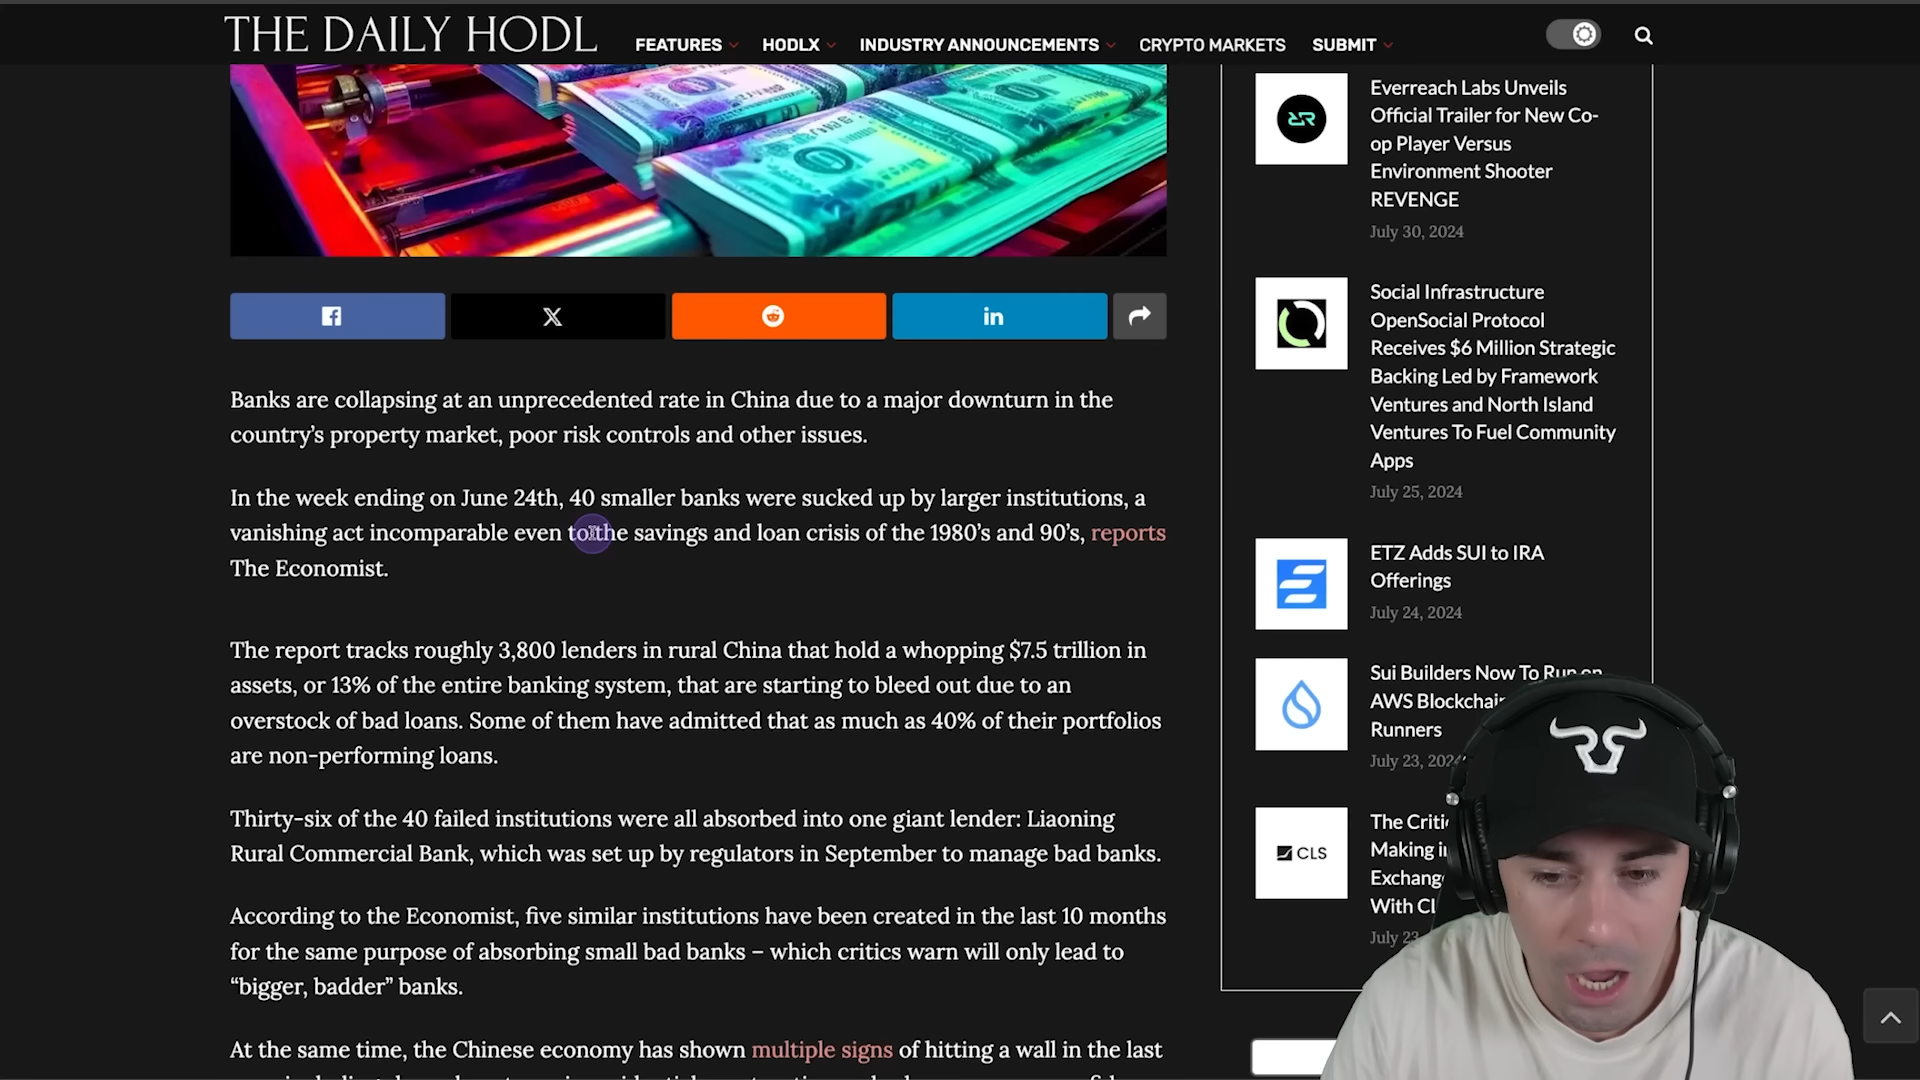 THE DAILY HODL
FEATURES
HODLX
INDUSTRY ANNOUNCEMENTS
CRYPTO MARKETS
SUBMIT
Banks are collapsing at an unprecedented rate in China due to a major downturn in the
country’s property market, poor risk controls and other issues.
In the week ending on June 24th, 40 smaller banks were sucked up by larger institutions, a
vanishing act incomparable even to the savings and loan crisis of the 1980’s and 90’s, reports
The Economist.
The report tracks roughly 3,800 lenders in rural China that hold a whopping $7.5 trillion in
assets, or 13% of the entire banking system, that are starting to bleed out due to an
overstock of bad loans. Some of them have admitted that as much as 40% of their portfolios
are non-performing loans.
Thirty-six of the 40 failed institutions were all absorbed into one giant lender: Liaoning
Rural Commercial Bank, which was set up by regulators in September to manage bad banks.
According to the Economist, five similar institutions have been created in the last 10 months
for the same purpose of absorbing small bad banks – which critics warn will only lead to
“bigger, badder” banks.
At the same time, the Chinese economy has shown multiple signs of hitting a wall in the last
Everreach Labs Unveils
Official Trailer for New Co-
op Player Versus
Environment Shooter
REVENGE
July 30, 2024
Social Infrastructure
OpenSocial Protocol
Receives $6 Million Strategic
Backing Led by Framework
Ventures and North Island
Ventures To Fuel Community
Apps
July 25, 2024
ETZ Adds SUI to IRA
Offerings
July 24, 2024
Sui Builders Now To Run on
AWS Blockchain
Runners
July 23, 2024
CLS
The
Making
With
July 23